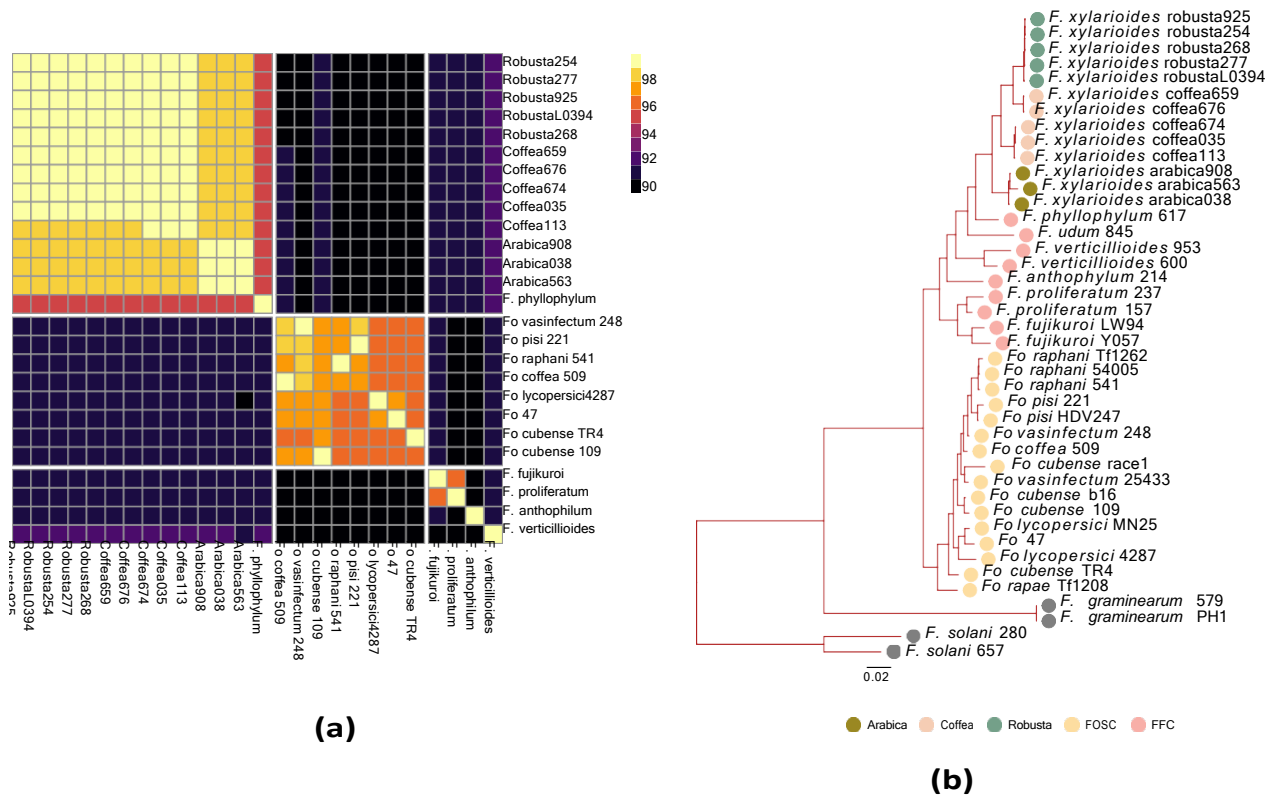 Robusta254
Robusta277
Robusta925
RobustaL0394
Robusta268
Coffea659
Coffea676
Coffea674
Coffea035
Coffea113
Arabica908
Arabica038
Arabica563
F. phyllophylum
Fo vasinfectum 248
Fo pisi 221
Fo raphani 541
Fo coffea 509
Fo lycopersici4287
Fo 47
Fo cubense TR4
Fo cubense 109
F. fujikuroi
F. proliferatum
F. anthophilum
F. verticillioides
98
96
94
92
90
RobustaL0394
Robusta254
Robusta277
Robusta268
Coffea659
Coffea676
Coffea674
Coffea035
Coffea113
Arabica908
Arabica038
Arabica563
F. phyllophylum
Fo coffea 509
Fo vasinfectum 248
Fo cubense 109
Fo raphani 541
Fo pisi 221
Fo lycopersici4287
Fo 47
Fo cubense TR4
F. fujikuroi
F. proliferatum
F. anthophilum
F. verticillioides
(a)
F. xylarioides robusta925
F. xylarioides robusta254
F. xylarioides robusta268
F. xylarioides robusta277
F. xylarioides robustaL0394
F. xylarioides coffea659
F. xylarioides coffea676
F. xylarioides coffea674
F. xylarioides coffea035
F. xylarioides coffea113
F. xylarioides arabica908
F. xylarioides arabica563
F. xylarioides arabica038
F. phyllophylum 617
F. udum 845
F. verticillioides 953
F. verticillioides 600
F. anthophylum 214
F. proliferatum 237
F. proliferatum 157
F. fujikuroi LW94
F. fujikuroi Y057
Fo raphani Tf1262
Fo raphani 54005
Fo raphani 541
Fo pisi 221
Fo pisi HDV247
Fo vasinfectum 248
Fo coffea 509
Fo cubense race1
Fo vasinfectum 25433
Fo cubense b16
Fo cubense 109
Fo lycopersici MN25
Fo 47
Fo lycopersici 4287
Fo cubense TR4
Fo rapae Tf1208
F. graminearum 579
F. graminearum PH1
F. solani 280
F. solani 657
0.02
Arabica Coffea Robusta FOSC FFC
(b)